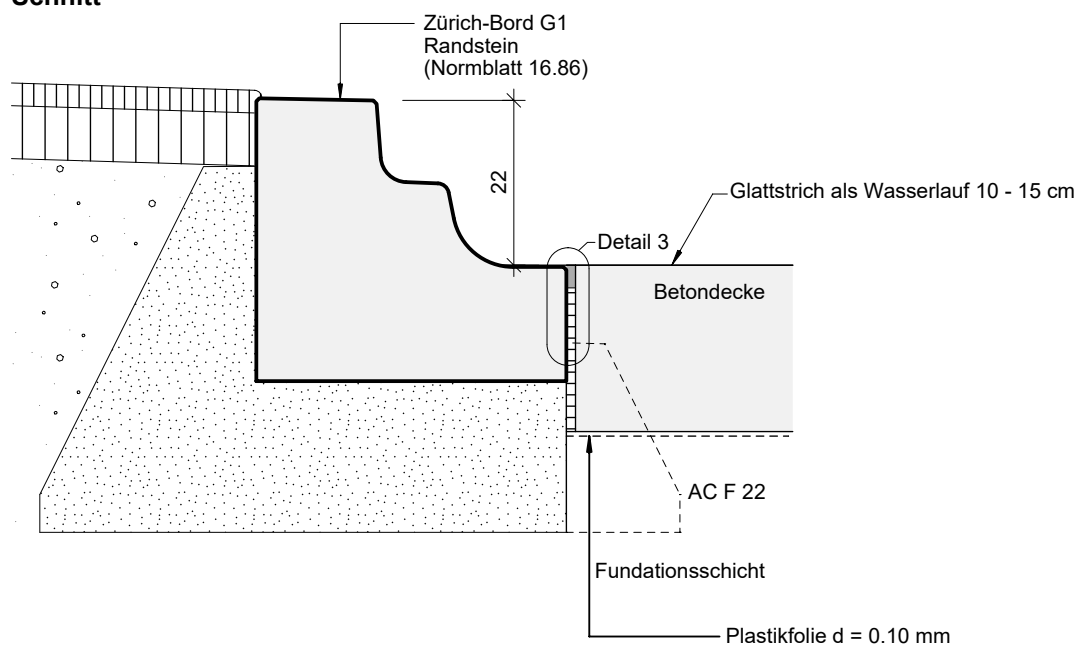 Schnitt
Zürich-Bord G1
Randstein
(Normblatt 16.86)
22
Glattstrich als Wasserlauf 10 - 15 cm
Detail 3
Betondecke
AC F 22
Fundationsschicht
Plastikfolie d = 0.10 mm